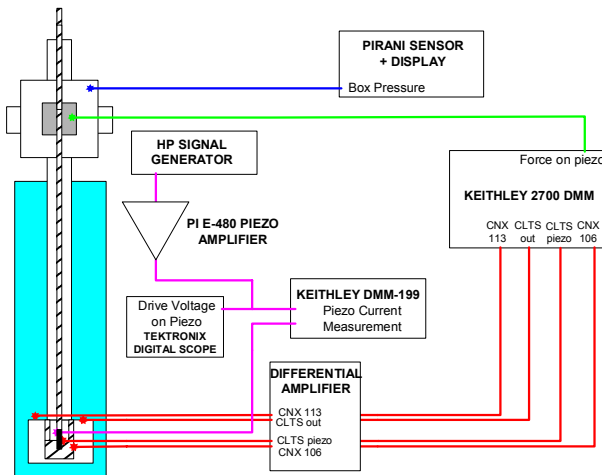 PIRANI SENSOR
+ DISPLAY
Box Pressure
HP SIGNAL
GENERATOR
Force on piezo
KEITHLEY 2700 DMM
CNX
113
CLTS
out
CLTS
piezo
CNX
106
PI E-480 PIEZO
AMPLIFIER
Drive Voltage
on Piezo
TEKTRONIX
DIGITAL SCOPE
KEITHLEY DMM-199
Piezo Current
Measurement
DIFFERENTIAL
AMPLIFIER
CNX 113
CLTS out
CLTS piezo
CNX 106